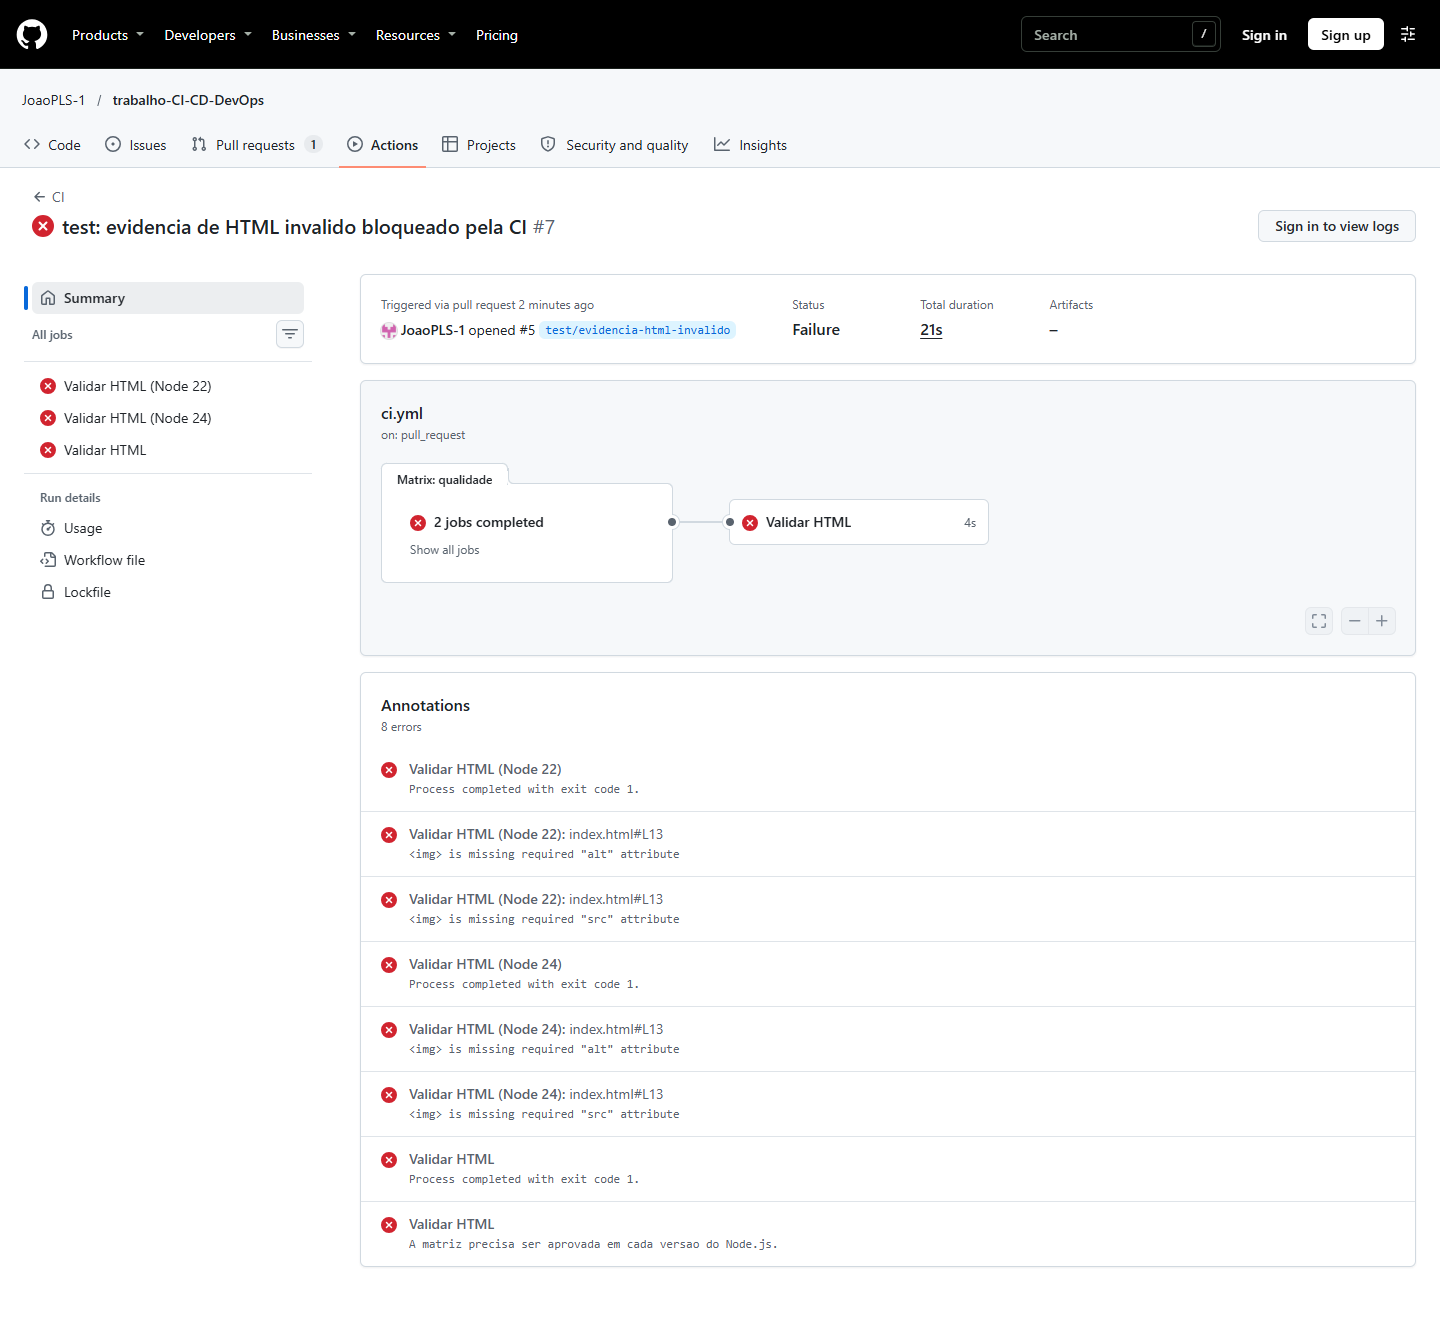 Products Developers Businesses Resources Pricing Search / Sign in Sign up
JoaoPLS-1 / trabalho-CI-CD-DevOps
Code Issues Pull requests 1 Actions Projects Security and quality Insights
CI
test: evidencia de HTML invalido bloqueado pela CI #7
Sign in to view logs
Summary
All jobs
Validar HTML (Node 22)
Validar HTML (Node 24)
Validar HTML
Run details
Usage
Workflow file
Lockfile
Triggered via pull request 2 minutes ago
JoaoPLS-1 opened #5 test/evidencia-html-invalido
Status
Failure
Total duration
21s
Artifacts
–
ci.yml
on: pull_request
Matrix: qualidade
2 jobs completed
Show all jobs
Validar HTML 4s
Annotations
8 errors
Validar HTML (Node 22)
Process completed with exit code 1.
Validar HTML (Node 22): index.html#L13
<img> is missing required "alt" attribute
Validar HTML (Node 22): index.html#L13
<img> is missing required "src" attribute
Validar HTML (Node 24)
Process completed with exit code 1.
Validar HTML (Node 24): index.html#L13
<img> is missing required "alt" attribute
Validar HTML (Node 24): index.html#L13
<img> is missing required "src" attribute
Validar HTML
Process completed with exit code 1.
Validar HTML
A matriz precisa ser aprovada em cada versao do Node.js.